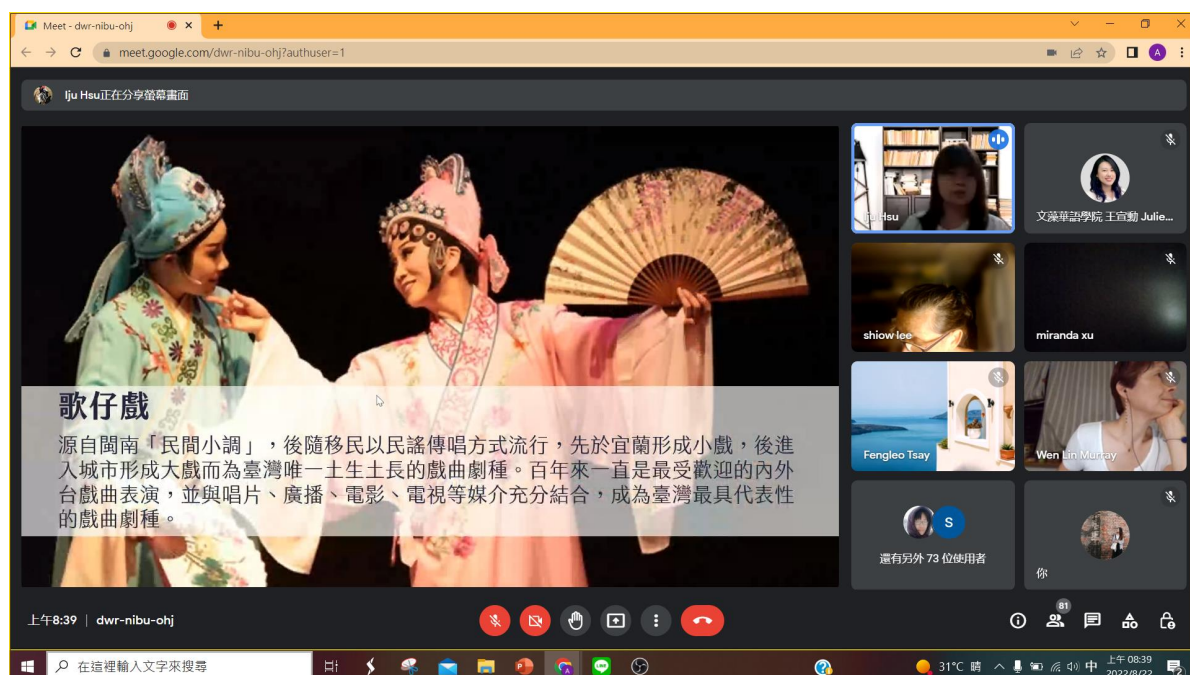 Meet - dwr-nibu-ohj
meet.google.com/dwr-nibu-ohj?authuser=1
A
Iju Hsu正在分享螢幕畫面
歌仔戲
源自閩南「民間小調」，後隨移民以民謠傳唱方式流行，先於宜蘭形成小戲，後進
入城市形成大戲而為臺灣唯一土生土長的戲曲劇種。百年來一直是最受歡迎的內外
台戲曲表演，並與唱片、廣播、電影、電視等媒介充分結合，成為臺灣最具代表性
的戲曲劇種。
Iju Hsu
文藻華語學院 王宣勳 Julie...
shiow lee
miranda xu
Fengleo Tsay
Wen Lin Murray
S
還有另外 73 位使用者
你
上午8:39 | dwr-nibu-ohj
81
在這裡輸入文字來搜尋
31°C 晴
中
上午 08:39
2022/8/22